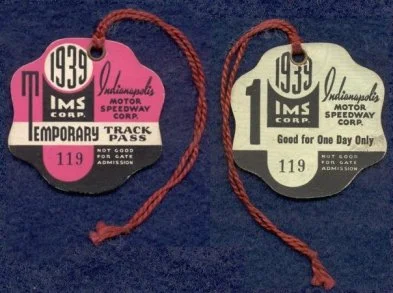 1939
IMS
CORP.
Indianapolis
MOTOR
SPEEDWAY
CORP.
TEMPORARY TRACK
PASS
119
NOT GOOD
FOR GATE
ADMISSION
1939
1
IMS
CORP.
Indianapolis
MOTOR
SPEEDWAY
CORP.
Good for One Day Only
119
NOT GOOD
FOR GATE
ADMISSION